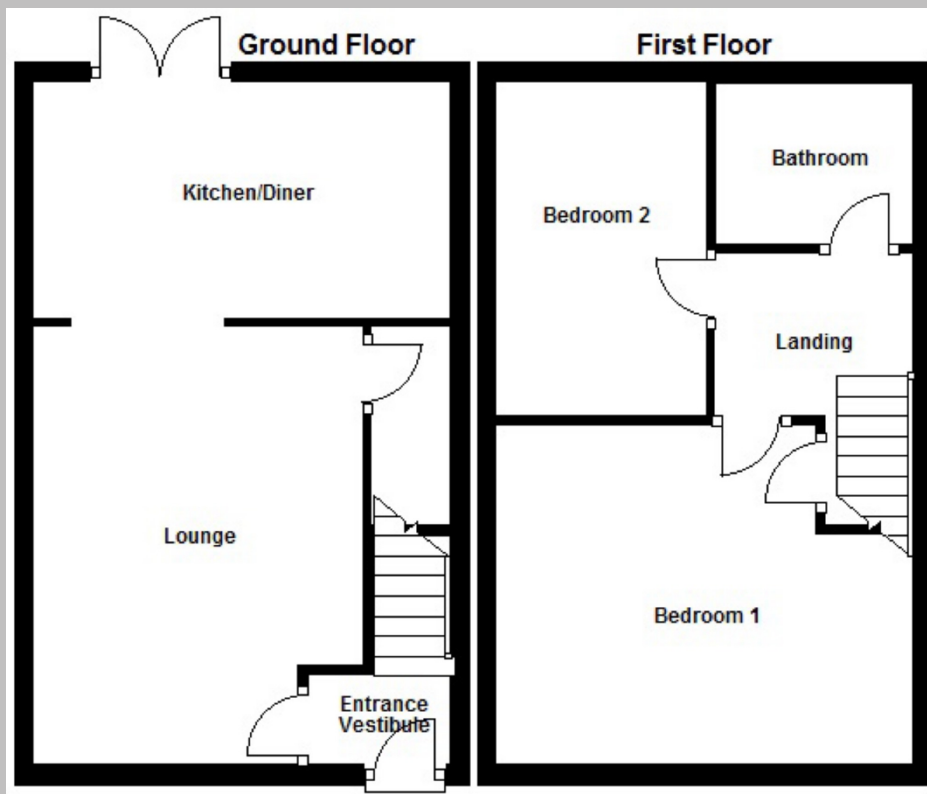 Ground Floor
First Floor
Kitchen/Diner
Bedroom 2
Bathroom
Landing
Lounge
Bedroom 1
Entrance
Vestibule